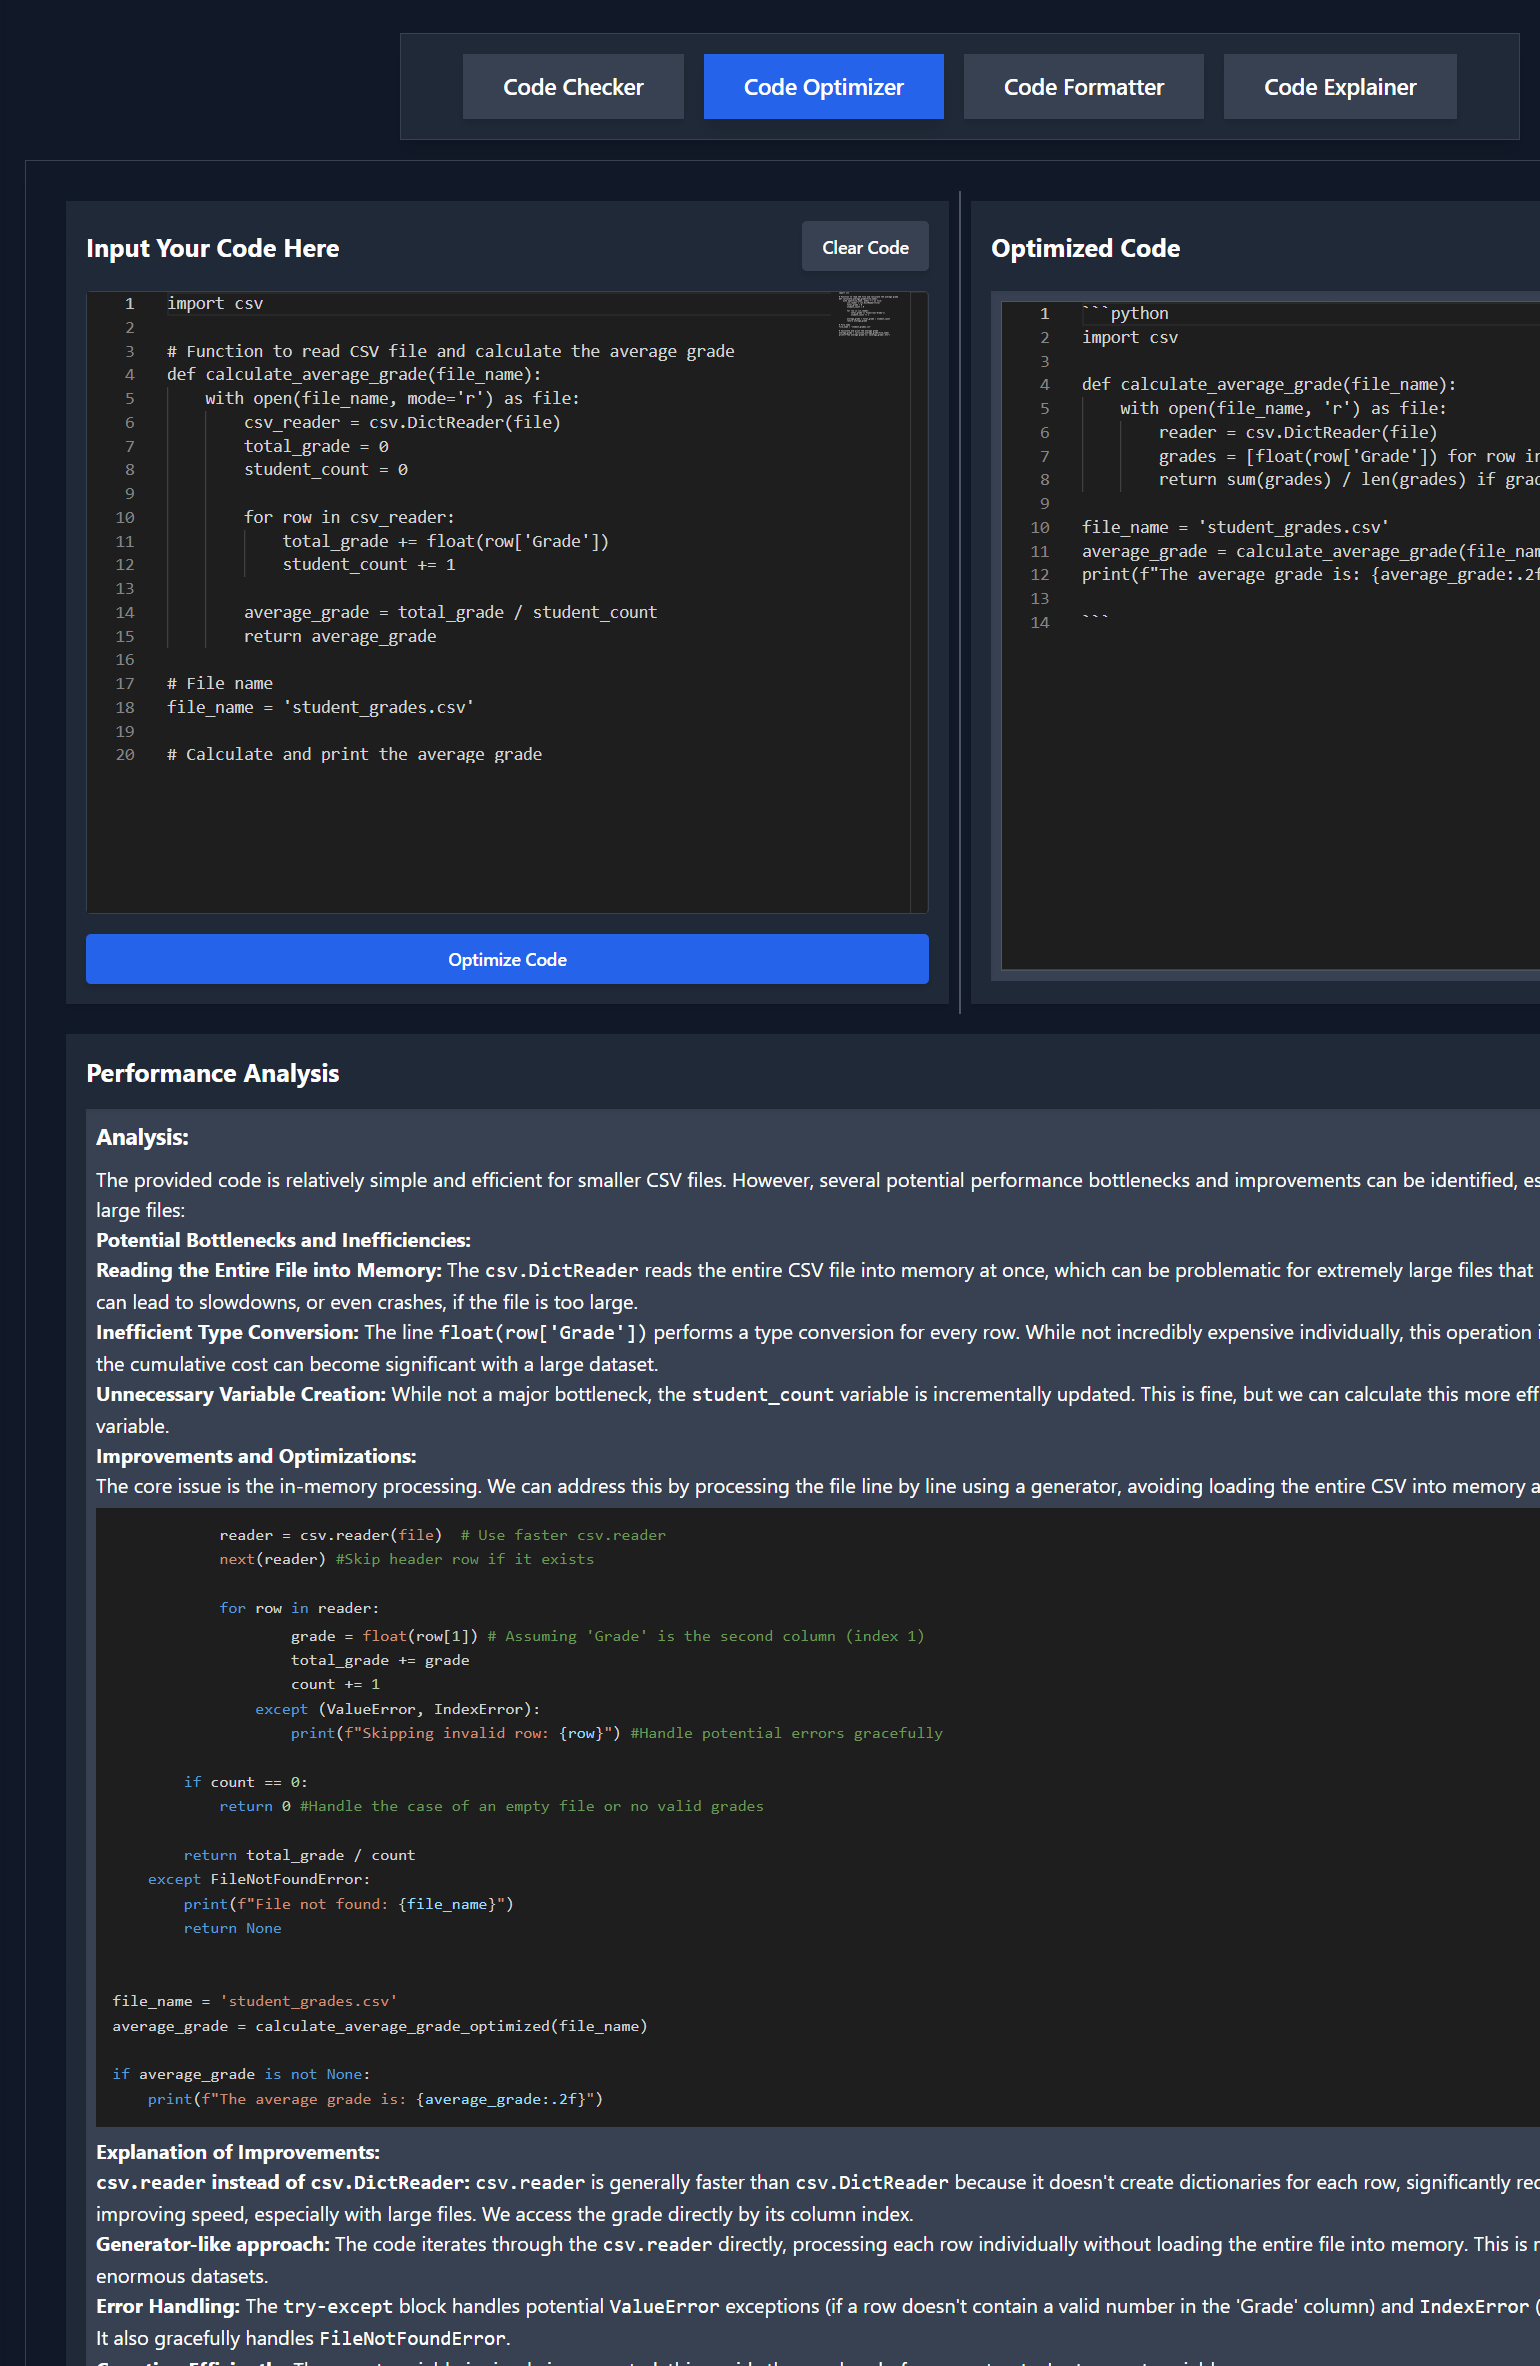 Code Checker
Code Optimizer
Code Formatter
Code Explainer
Input Your Code Here
Clear Code
1 import csv
2
3 # Function to read CSV file and calculate the average grade
4 def calculate_average_grade(file_name):
5     with open(file_name, mode='r') as file:
6         csv_reader = csv.DictReader(file)
7         total_grade = 0
8         student_count = 0
9
10         for row in csv_reader:
11             total_grade += float(row['Grade'])
12             student_count += 1
13
14         average_grade = total_grade / student_count
15         return average_grade
16
17 # File name
18 file_name = 'student_grades.csv'
19
20 # Calculate and print the average grade
Optimize Code
Optimized Code
1 ```python
2 import csv
3
4 def calculate_average_grade(file_name):
5     with open(file_name, 'r') as file:
6         reader = csv.DictReader(file)
7         grades = [float(row['Grade']) for row in
8         return sum(grades) / len(grades) if grad
9
10 file_name = 'student_grades.csv'
11 average_grade = calculate_average_grade(file_nam
12 print(f"The average grade is: {average_grade:.2f
13
14 ```
Performance Analysis
Analysis:
The provided code is relatively simple and efficient for smaller CSV files. However, several potential performance bottlenecks and improvements can be identified, es
large files:
Potential Bottlenecks and Inefficiencies:
Reading the Entire File into Memory: The csv.DictReader reads the entire CSV file into memory at once, which can be problematic for extremely large files that
can lead to slowdowns, or even crashes, if the file is too large.
Inefficient Type Conversion: The line float(row['Grade']) performs a type conversion for every row. While not incredibly expensive individually, this operation i
the cumulative cost can become significant with a large dataset.
Unnecessary Variable Creation: While not a major bottleneck, the student_count variable is incrementally updated. This is fine, but we can calculate this more eff
variable.
Improvements and Optimizations:
The core issue is the in-memory processing. We can address this by processing the file line by line using a generator, avoiding loading the entire CSV into memory a
            reader = csv.reader(file)  # Use faster csv.reader
            next(reader) #Skip header row if it exists

            for row in reader:
                    grade = float(row[1]) # Assuming 'Grade' is the second column (index 1)
                    total_grade += grade
                    count += 1
                except (ValueError, IndexError):
                    print(f"Skipping invalid row: {row}") #Handle potential errors gracefully

        if count == 0:
            return 0 #Handle the case of an empty file or no valid grades

        return total_grade / count
    except FileNotFoundError:
        print(f"File not found: {file_name}")
        return None

file_name = 'student_grades.csv'
average_grade = calculate_average_grade_optimized(file_name)

if average_grade is not None:
    print(f"The average grade is: {average_grade:.2f}")
Explanation of Improvements:
csv.reader instead of csv.DictReader: csv.reader is generally faster than csv.DictReader because it doesn't create dictionaries for each row, significantly red
improving speed, especially with large files. We access the grade directly by its column index.
Generator-like approach: The code iterates through the csv.reader directly, processing each row individually without loading the entire file into memory. This is
enormous datasets.
Error Handling: The try-except block handles potential ValueError exceptions (if a row doesn't contain a valid number in the 'Grade' column) and IndexError (
It also gracefully handles FileNotFoundError.